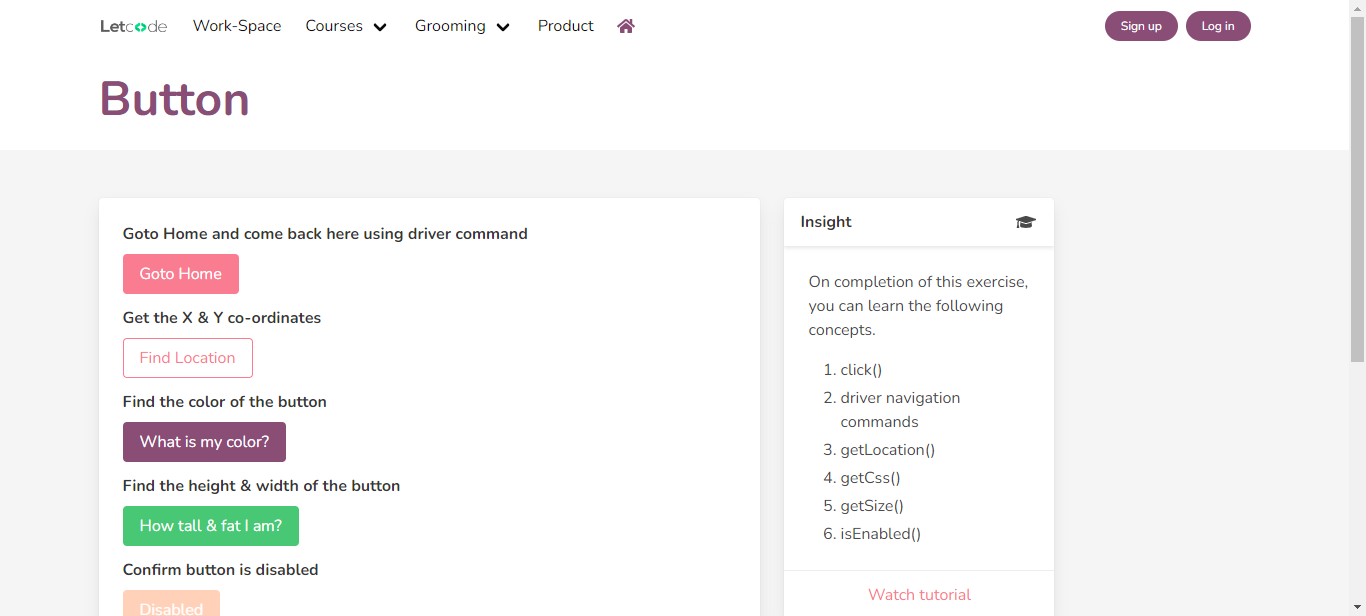 Letcode Work-Space Courses Grooming Product Sign up Log in
Button
Goto Home and come back here using driver command
Goto Home
Get the X & Y co-ordinates
Find Location
Find the color of the button
What is my color?
Find the height & width of the button
How tall & fat I am?
Confirm button is disabled
Disabled
Insight
On completion of this exercise,
you can learn the following
concepts.
1. click()
2. driver navigation
commands
3. getLocation()
4. getCss()
5. getSize()
6. isEnabled()
Watch tutorial